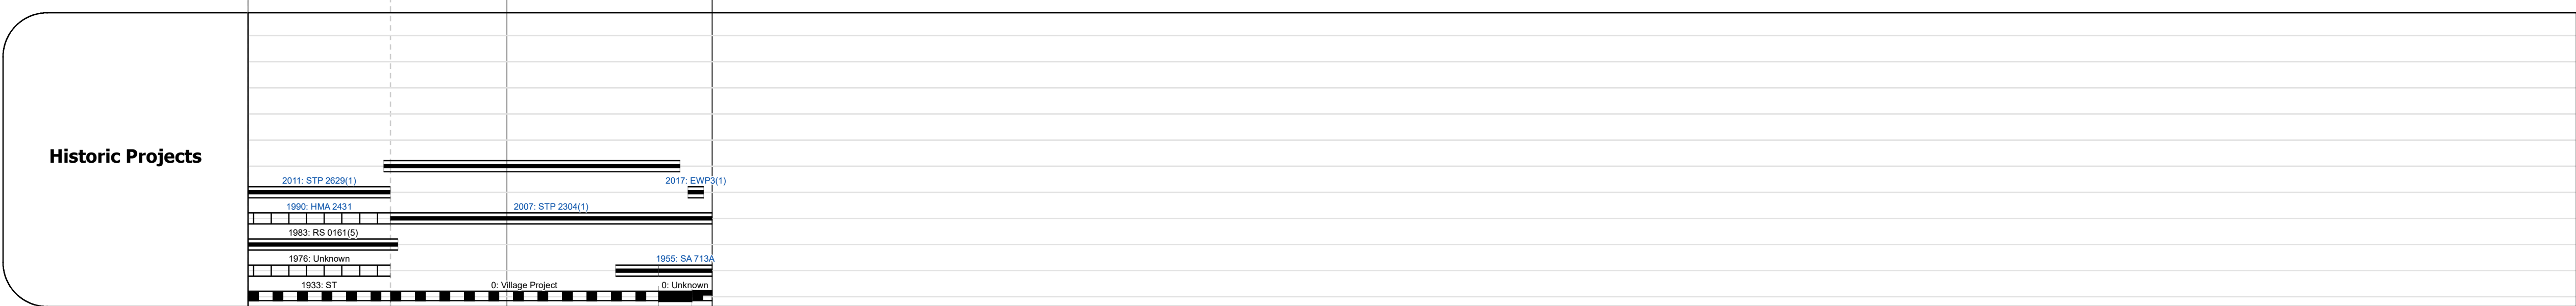 Historic Projects
2011: STP 2629(1)
2017: EWP3(1)
1990: HMA 2431
2007: STP 2304(1)
1983: RS 0161(5)
1976: Unknown
1955: SA 713A
1933: ST
0: Village Project
0: Unknown